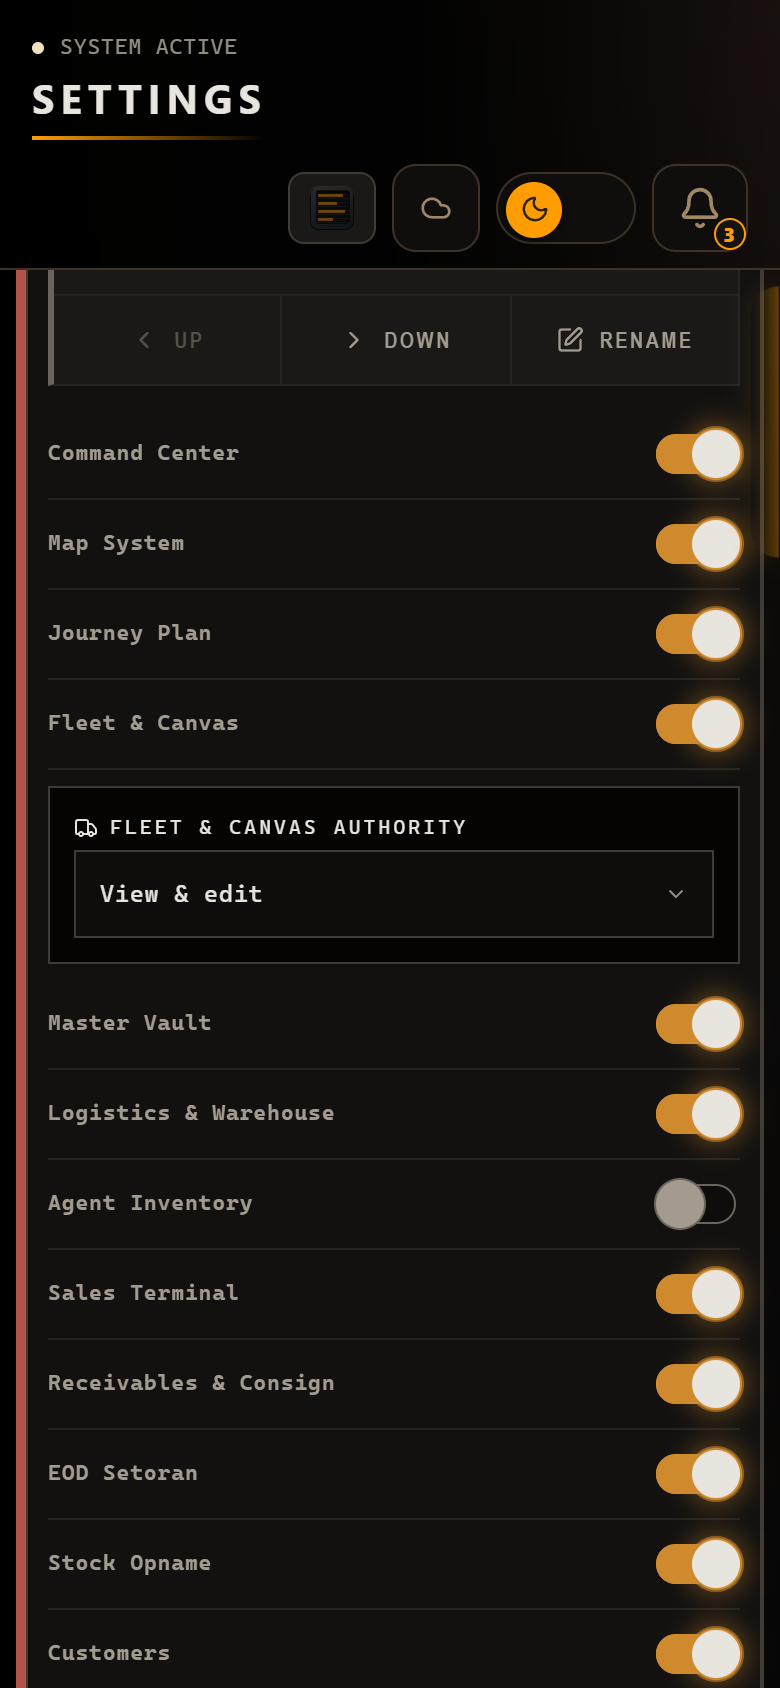 SYSTEM ACTIVE
SETTINGS
3
UP
DOWN
RENAME
Command Center
Map System
Journey Plan
Fleet & Canvas
FLEET & CANVAS AUTHORITY
View & edit
Master Vault
Logistics & Warehouse
Agent Inventory
Sales Terminal
Receivables & Consign
EOD Setoran
Stock Opname
Customers